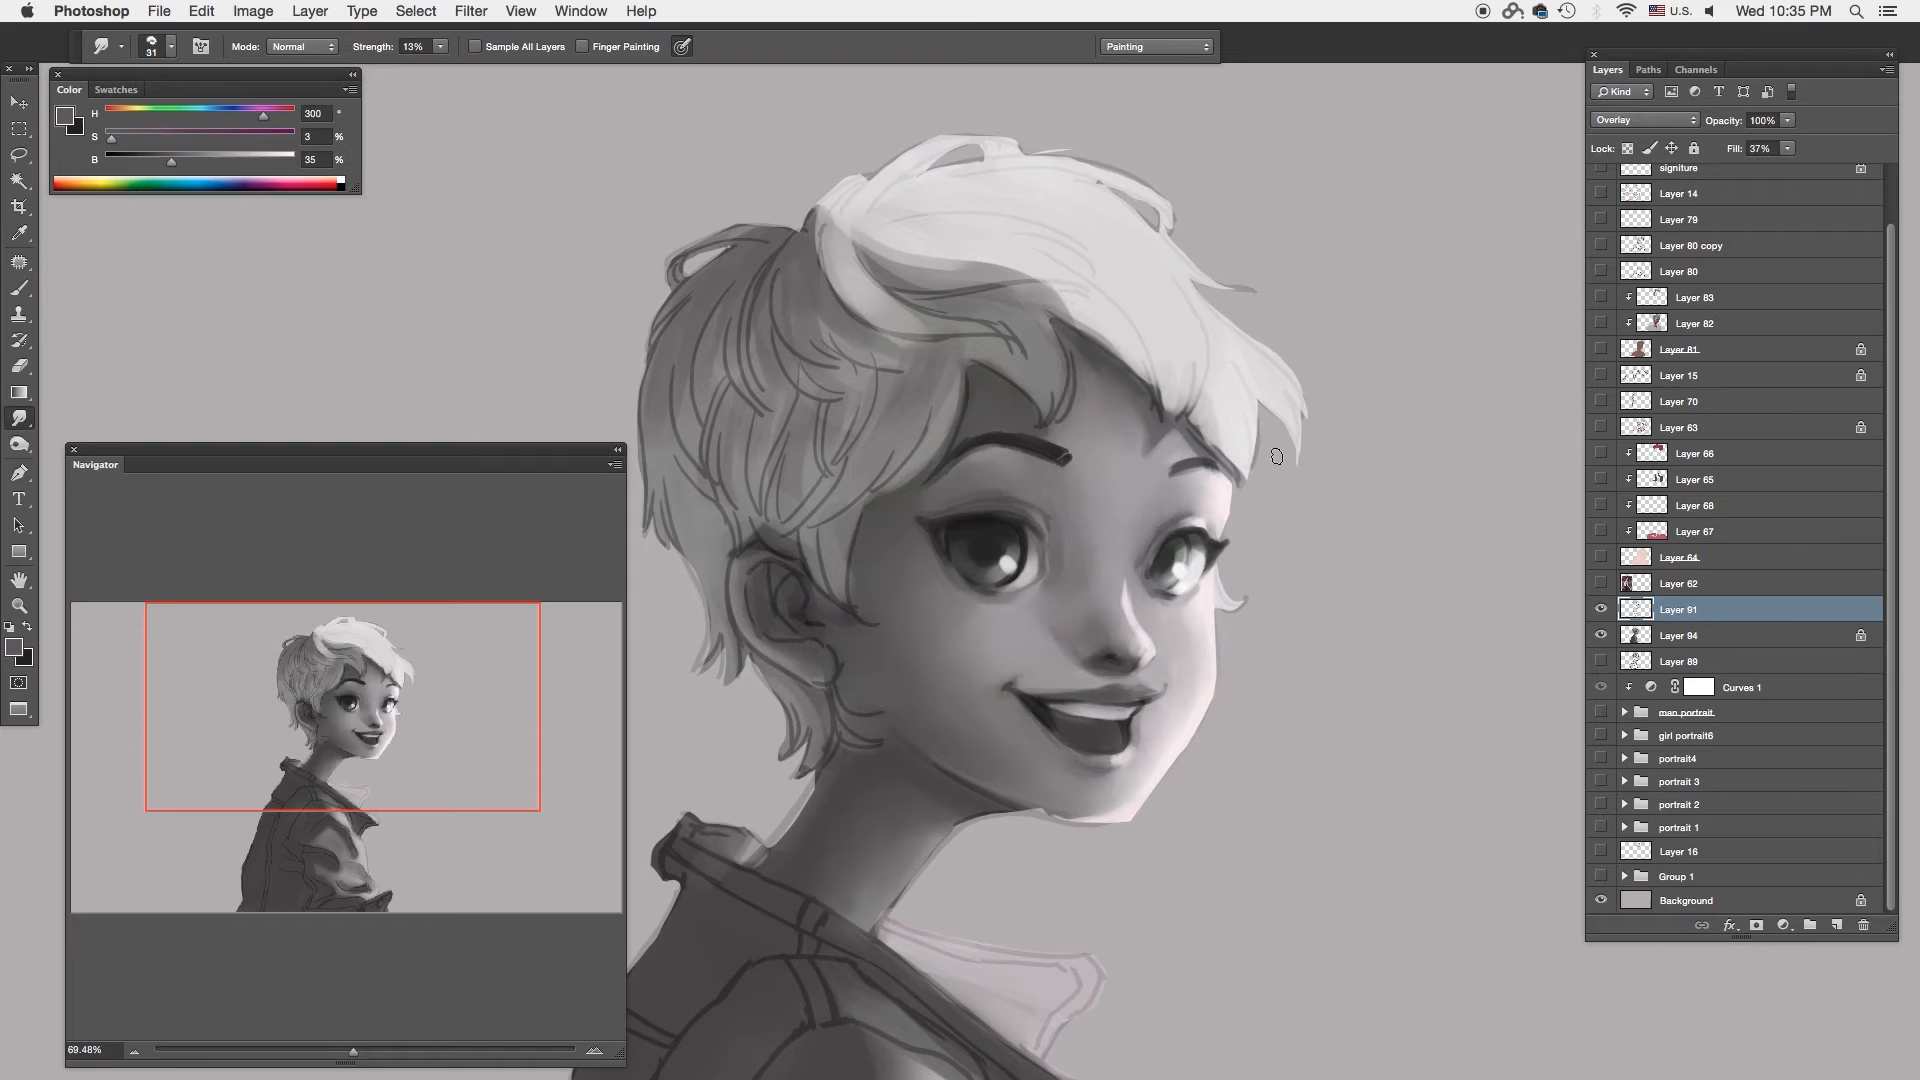 Photoshop File Edit Image Layer Type Select Filter View Window Help U.S. Wed 10:35 PM
31 Mode: Normal Strength: 13% Sample All Layers Finger Painting Painting
Color Swatches
H 300 °
S 3 %
B 35 %
Navigator
69.48%
Layers Paths Channels
Kind
Overlay Opacity: 100%
Lock: Fill: 37%
signiture
Layer 14
Layer 79
Layer 80 copy
Layer 80
Layer 83
Layer 82
Layer 81
Layer 15
Layer 70
Layer 63
Layer 66
Layer 65
Layer 68
Layer 67
Layer 64
Layer 62
Layer 91
Layer 94
Layer 89
Curves 1
man portrait
girl portrait6
portrait4
portrait 3
portrait 2
portrait 1
Layer 16
Group 1
Background
fx